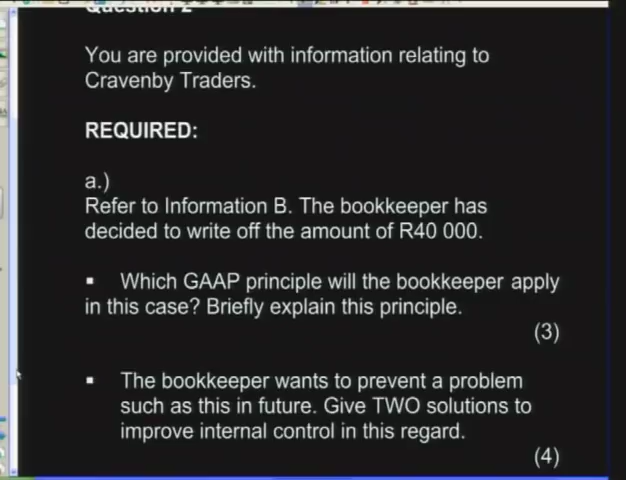 Question 2
You are provided with information relating to
Cravenby Traders.
REQUIRED:
a.)
Refer to Information B. The bookkeeper has
decided to write off the amount of R40 000.
▪ Which GAAP principle will the bookkeeper apply
in this case? Briefly explain this principle.
(3)
▪ The bookkeeper wants to prevent a problem
such as this in future. Give TWO solutions to
improve internal control in this regard.
(4)